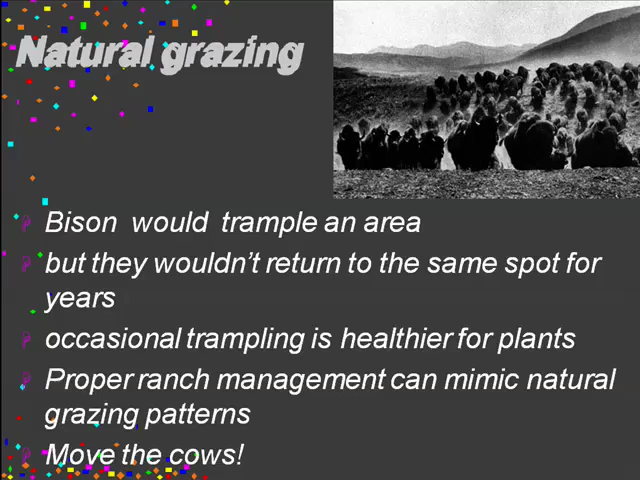 Natural grazing
Bison would trample an area
but they wouldn't return to the same spot for
years
occasional trampling is healthier for plants
Proper ranch management can mimic natural
grazing patterns
Move the cows!